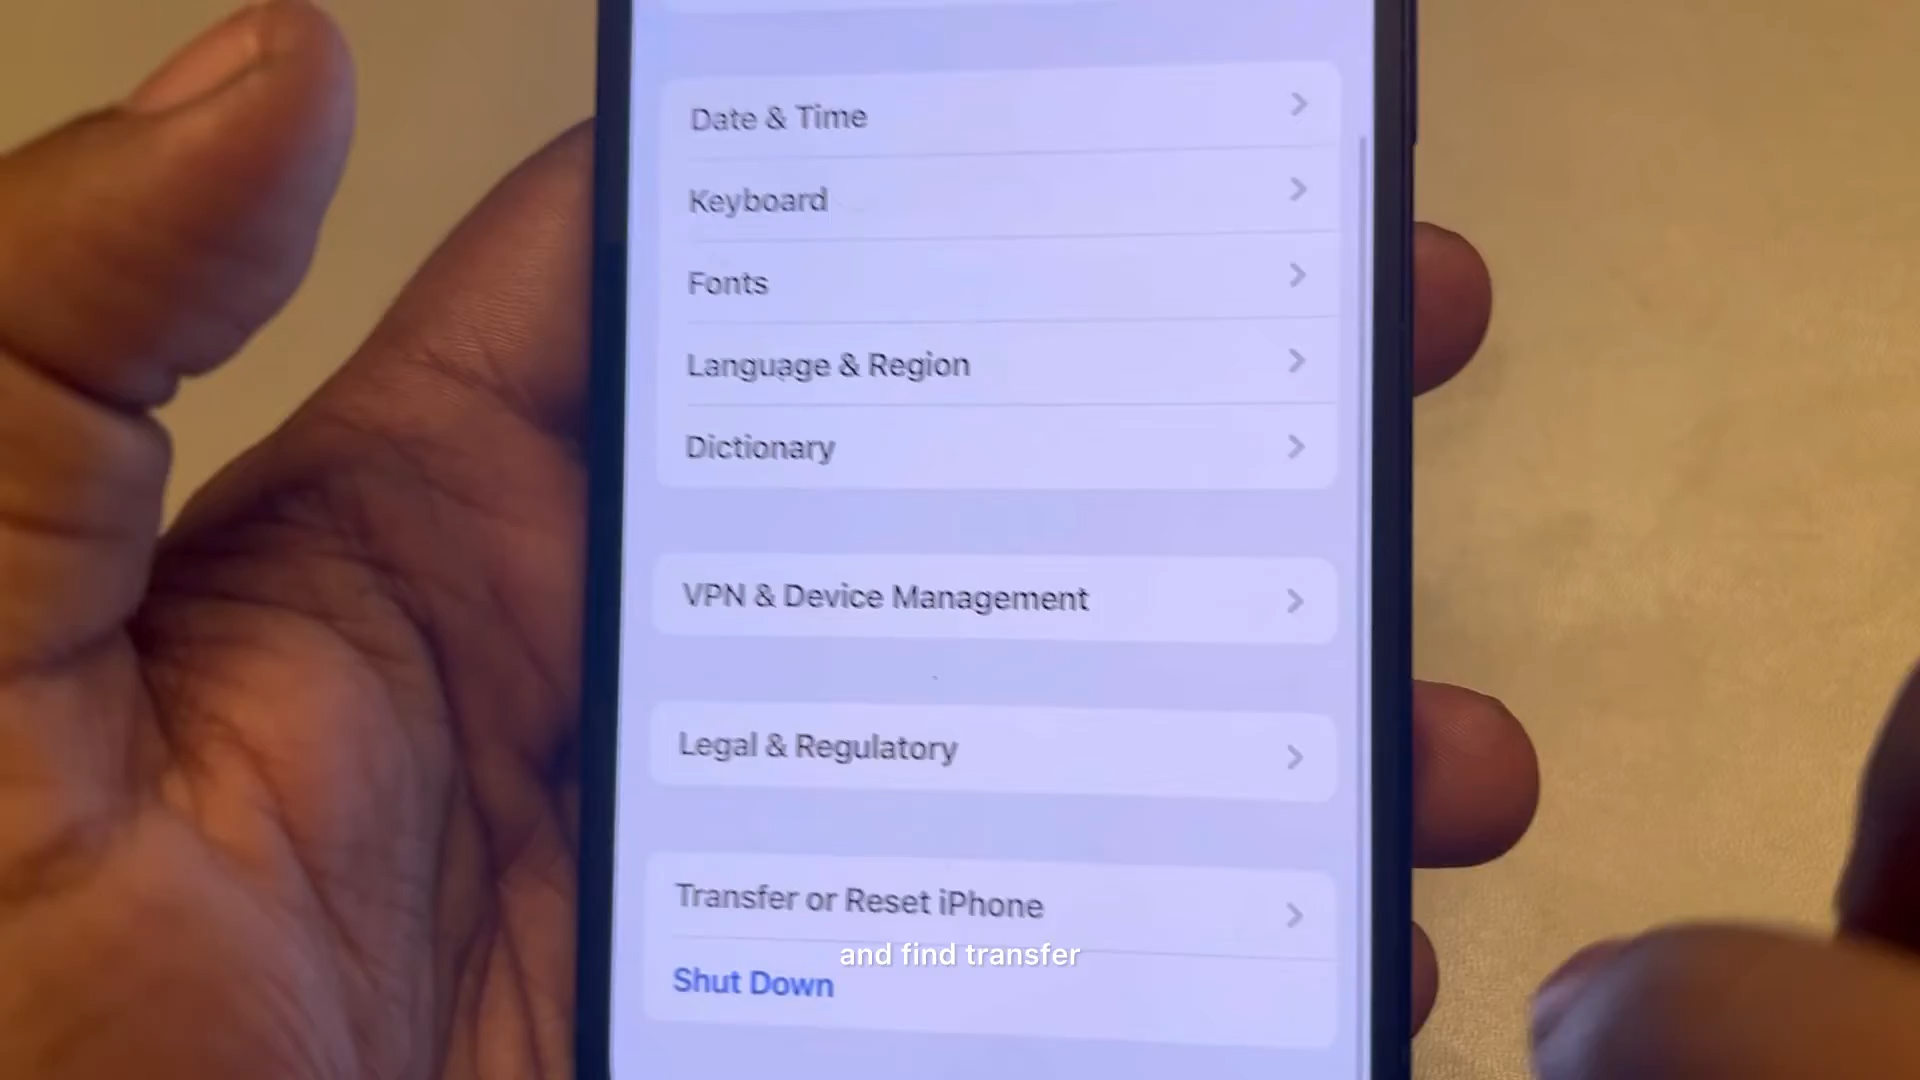 Date & Time
Keyboard
Fonts
Language & Region
Dictionary
VPN & Device Management
Legal & Regulatory
Transfer or Reset iPhone
and find transfer
Shut Down